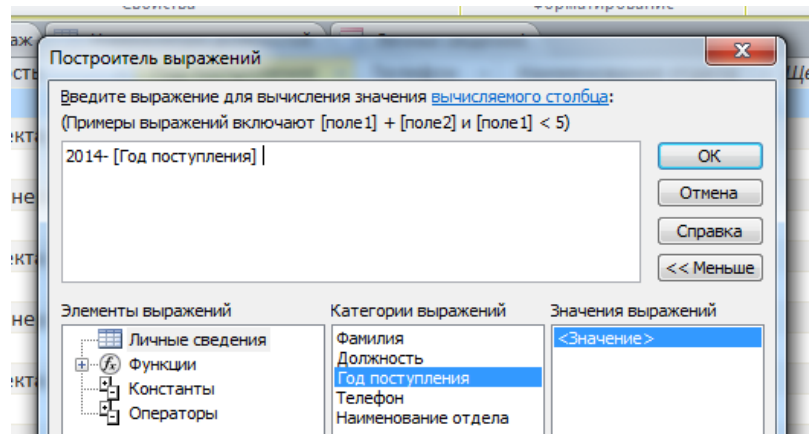 Свойства
Форматирование
Построитель выражений
Введите выражение для вычисления значения вычисляемого столбца:
(Примеры выражений включают [поле1] + [поле2] и [поле1] < 5)
2014- [Год поступления]
ОК
Отмена
Справка
<< Меньше
Элементы выражений
Категории выражений
Значения выражений
Личные сведения
Функции
Константы
Операторы
Фамилия
Должность
Год поступления
Телефон
Наименование отдела
<Значение>